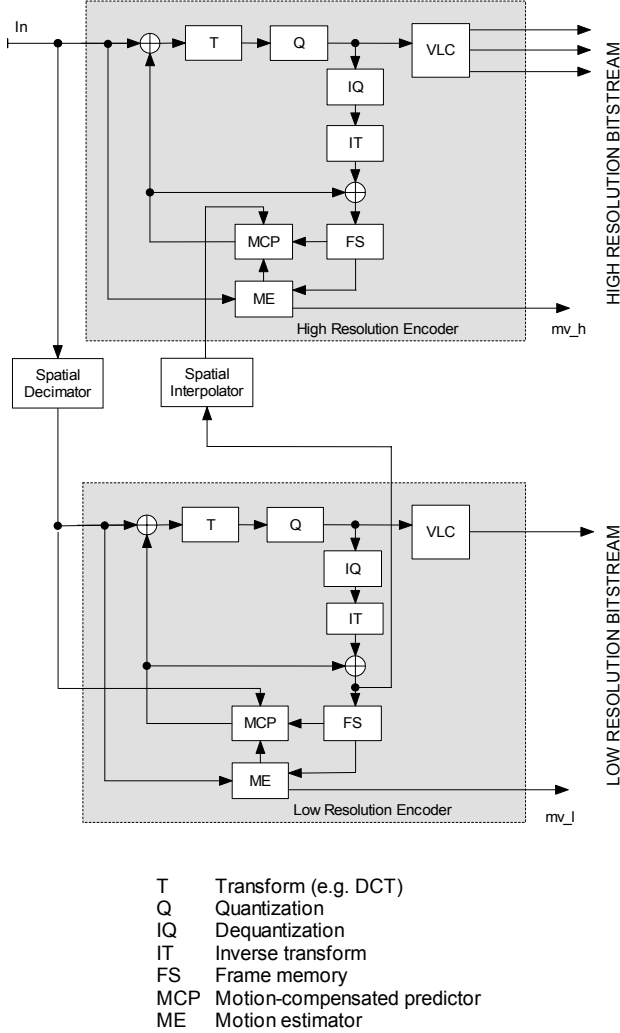 In
T
Q
VLC
IQ
IT
MCP
FS
ME
High Resolution Encoder
mv_h
HIGH RESOLUTION BITSTREAM
Spatial
Decimator
Spatial
Interpolator
T
Q
VLC
IQ
IT
MCP
FS
ME
Low Resolution Encoder
mv_l
LOW RESOLUTION BITSTREAM
T Transform (e.g. DCT)
Q Quantization
IQ Dequantization
IT Inverse transform
FS Frame memory
MCP Motion-compensated predictor
ME Motion estimator